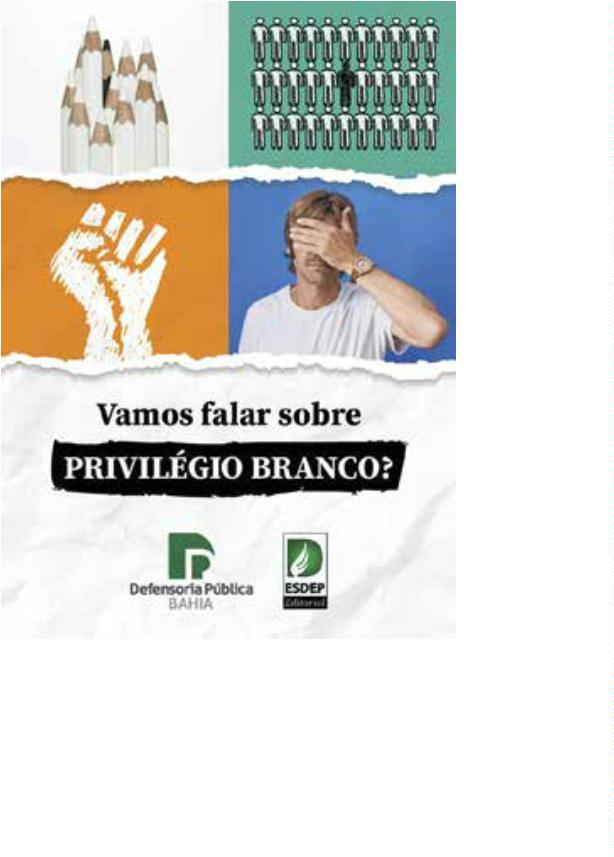 Vamos falar sobre
PRIVILÉGIO BRANCO?
Defensoria Pública
BAHIA
ESDEP
Editorial